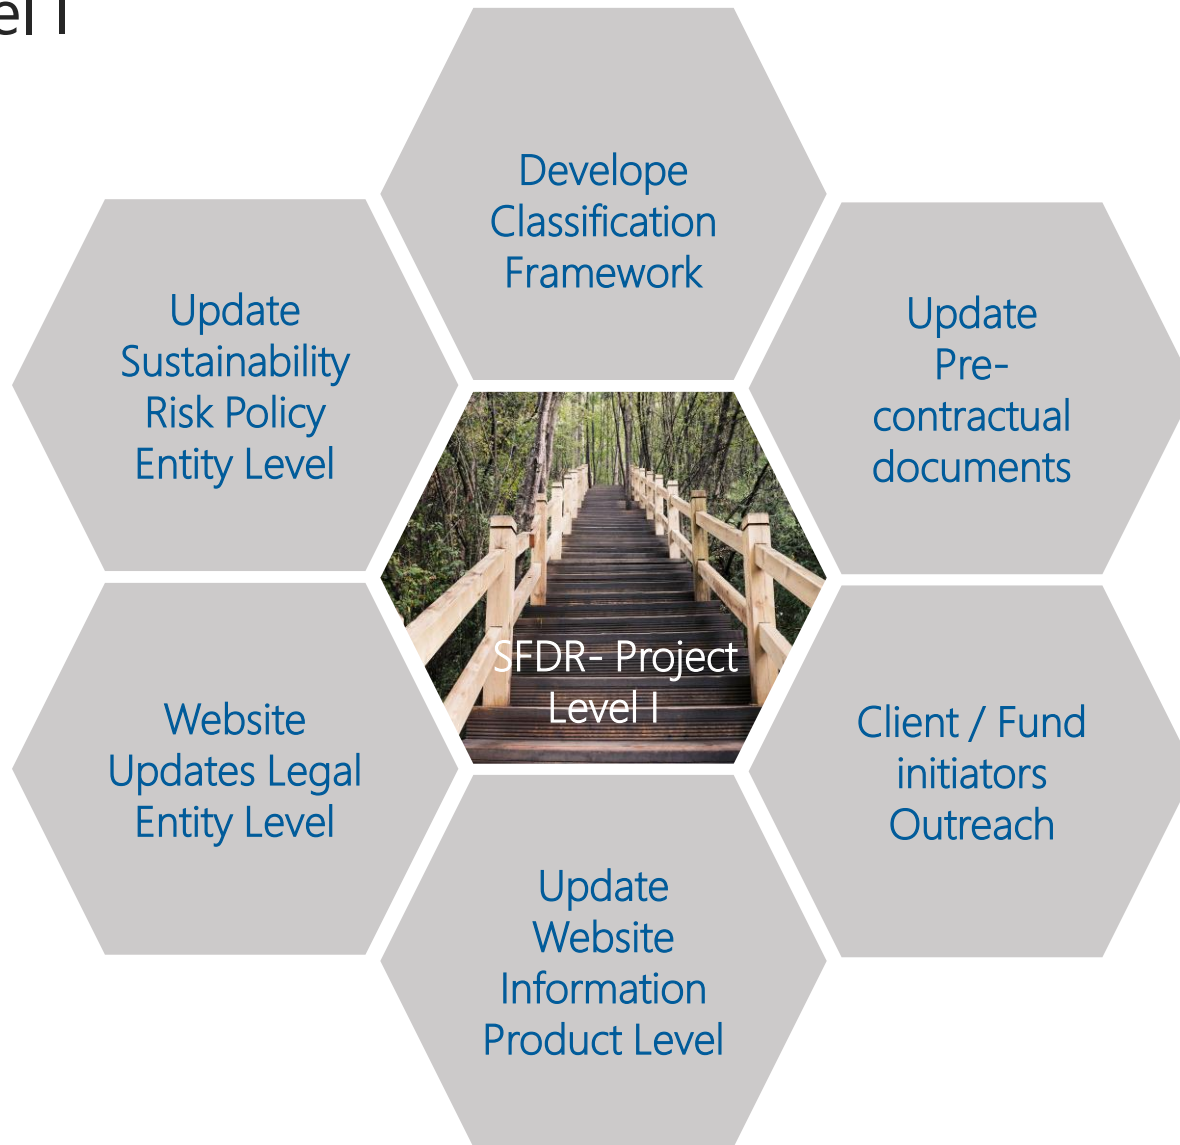 Develope
Classification
Framework
Update
Sustainability
Risk Policy
Entity Level
Update
Pre-
contractual
documents
SFDR- Project
Level I
Website
Updates Legal
Entity Level
Client / Fund
initiators
Outreach
Update
Website
Information
Product Level